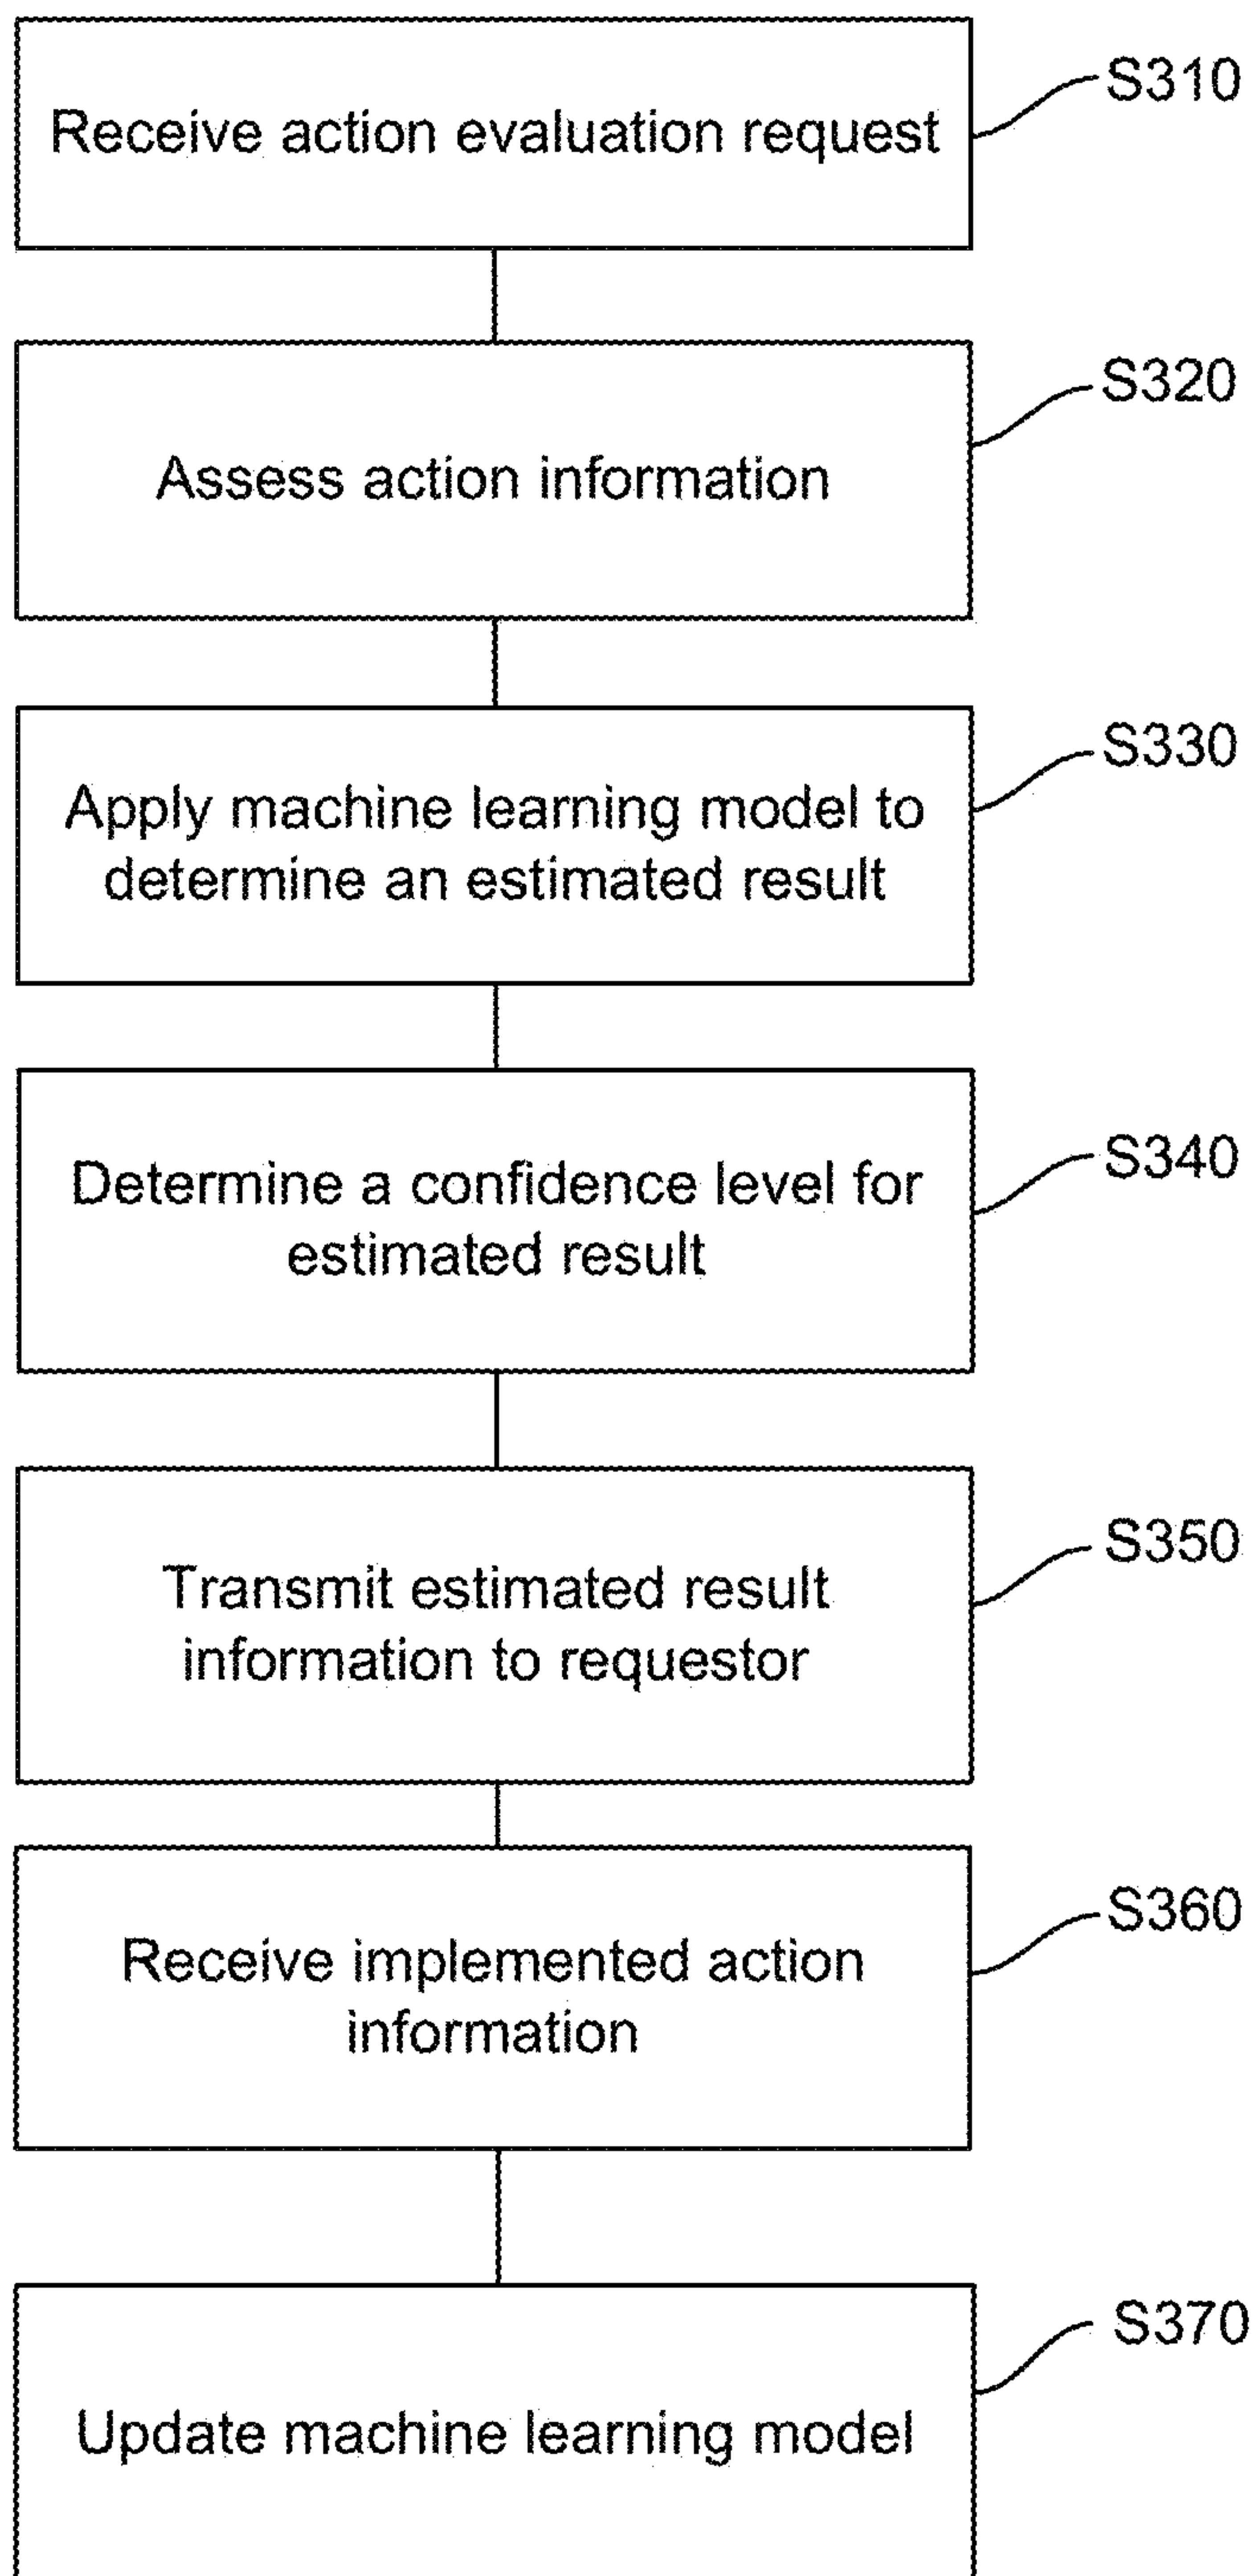 Receive action evaluation request
S310
Assess action information
S320
Apply machine learning model to
determine an estimated result
S330
Determine a confidence level for
estimated result
S340
Transmit estimated result
information to requestor
S350
Receive implemented action
information
S360
Update machine learning model
S370